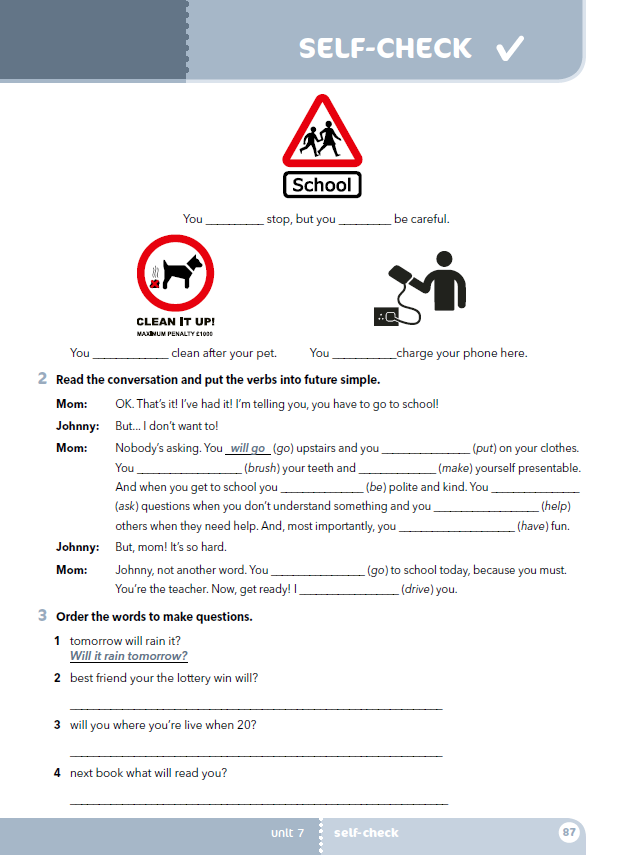 SELF-CHECK ✓
School
You __________ stop, but you _________ be careful.
CLEAN IT UP!
MAXIMUM PENALTY £1000
You _____________ clean after your pet. You ___________charge your phone here.
2 Read the conversation and put the verbs into future simple.
Mom: OK. That's it! I've had it! I'm telling you, you have to go to school!
Johnny: But... I don't want to!
Mom: Nobody's asking. You will go (go) upstairs and you _______________ (put) on your clothes.
You __________________ (brush) your teeth and _____________ (make) yourself presentable.
And when you get to school you ______________ (be) polite and kind. You _______________
(ask) questions when you don't understand something and you __________________ (help)
others when they need help. And, most importantly, you ____________________ (have) fun.
Johnny: But, mom! It's so hard.
Mom: Johnny, not another word. You ________________ (go) to school today, because you must.
You're the teacher. Now, get ready! I _________________ (drive) you.
3 Order the words to make questions.
1 tomorrow will rain it?
Will it rain tomorrow?
2 best friend your the lottery win will?
3 will you where you're live when 20?
4 next book what will read you?
unit 7 self-check 87